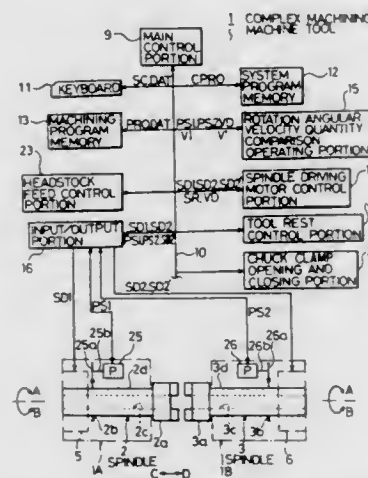 1 COMPLEX MACHINING
MACHINE TOOL
9
MAIN
CONTROL
PORTION
11
KEYBOARD
SC,DAT
CPRO
SYSTEM
PROGRAM
MEMORY
12
13
MACHINING
PROGRAM
MEMORY
PRODAT
15
ROTATION ANGULAR
VELOCITY QUANTITY
COMPARISON
OPERATING PORTION
23
HEADSTOCK
FEED CONTROL
PORTION
SPINDLE DRIVING
MOTOR CONTROL
PORTION
INPUT/OUTPUT
PORTION
16
TOOL REST
CONTROL PORTION
10
CHUCK CLAMP
OPENING AND
CLOSING PORTION
SD1
PS1
SD2,SD2'
PS2
25a
25b
25
P
2d
26
26b
26a
P
3d
A
B
5
1A
2b
2
2c
2a
3a
3c
3
3b
6
A
B
SPINDLE
C
D
1B
SPINDLE